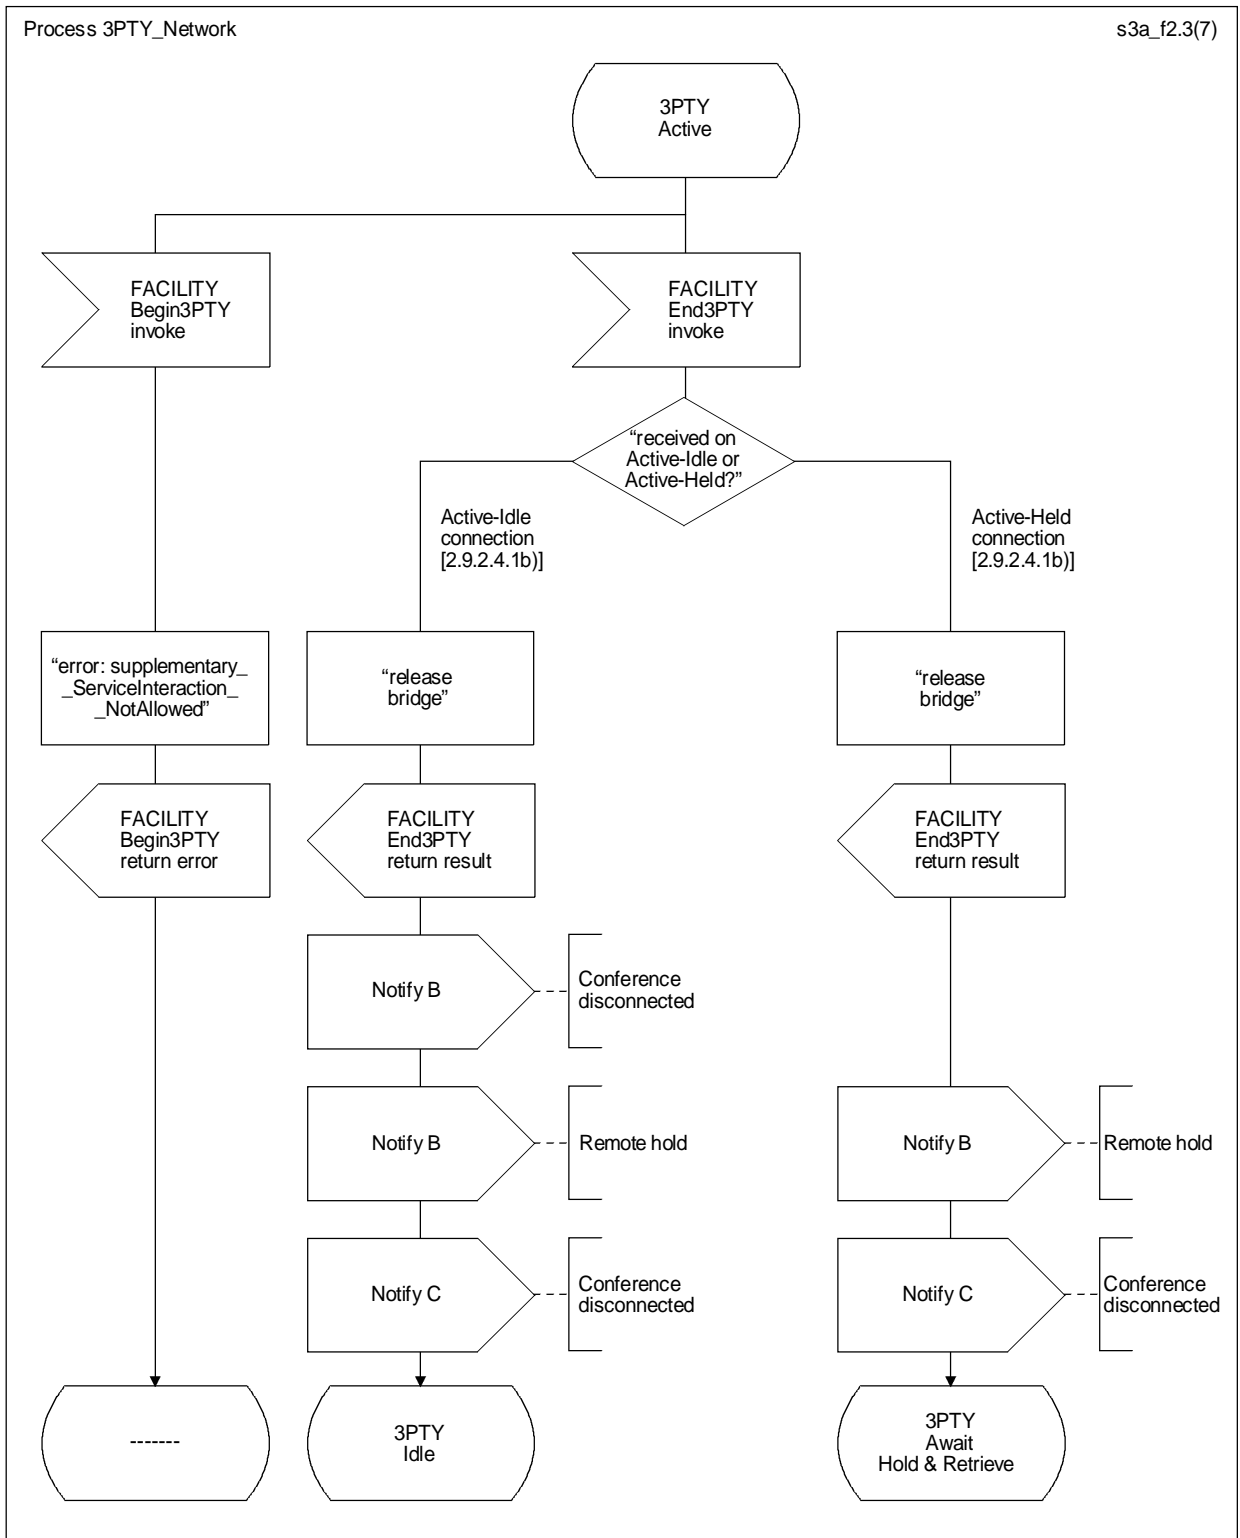 Process 3PTY_Network
s3a_f2.3(7)
3PTY
Active
FACILITY
Begin3PTY
invoke
FACILITY
End3PTY
invoke
“received on
Active-Idle or
Active-Held?”
Active-Idle
connection
[2.9.2.4.1b)]
Active-Held
connection
[2.9.2.4.1b)]
“error: supplementary_
_ServiceInteraction_
_NotAllowed”
“release
bridge”
“release
bridge”
FACILITY
Begin3PTY
return error
FACILITY
End3PTY
return result
FACILITY
End3PTY
return result
Notify B
Conference
disconnected
Notify B
Remote hold
Notify B
Remote hold
Notify C
Conference
disconnected
Notify C
Conference
disconnected
-------
3PTY
Idle
3PTY
Await
Hold & Retrieve